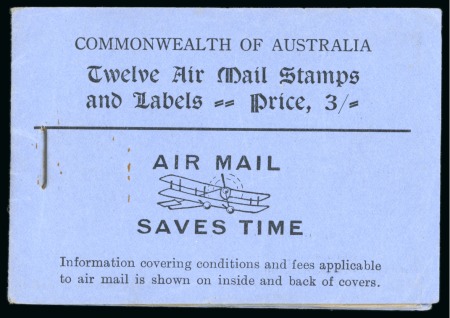 COMMONWEALTH OF AUSTRALIA
Twelve Air Mail Stamps
and Labels == Price, 3/=
AIR MAIL
SAVES TIME
Information covering conditions and fees applicable
to air mail is shown on inside and back of covers.